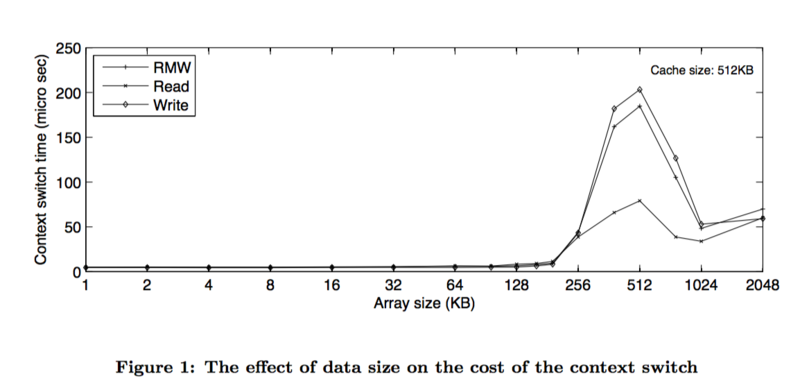 250
200
150
100
50
0
Context switch time (micro sec)
RMW
Read
Write
Cache size: 512KB
1 2 4 8 16 32 64 128 256 512 1024 2048
Array size (KB)
Figure 1: The effect of data size on the cost of the context switch